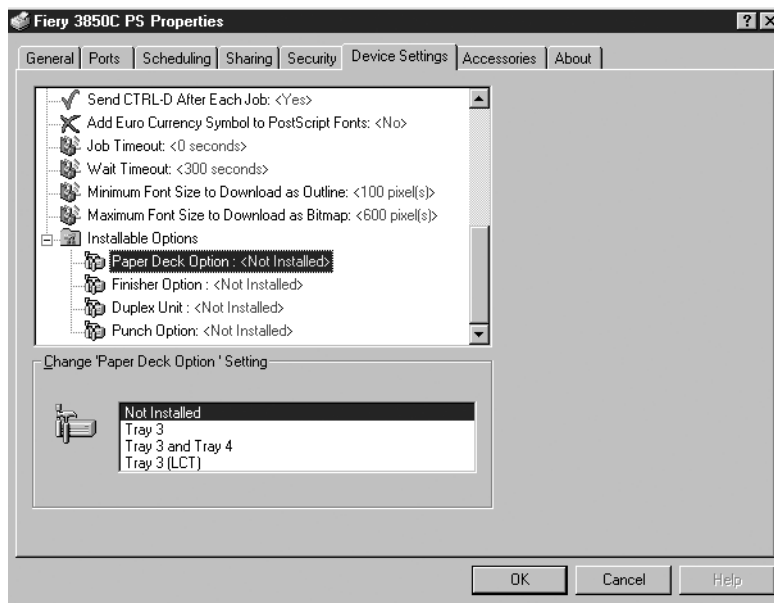 Fiery 3850C PS Properties
General Ports Scheduling Sharing Security Device Settings Accessories About
Send CTRL-D After Each Job: <Yes>
Add Euro Currency Symbol to PostScript Fonts: <No>
Job Timeout: <0 seconds>
Wait Timeout: <300 seconds>
Minimum Font Size to Download as Outline: <100 pixel(s)>
Maximum Font Size to Download as Bitmap: <600 pixel(s)>
Installable Options
Paper Deck Option : <Not Installed>
Finisher Option : <Not Installed>
Duplex Unit : <Not Installed>
Punch Option: <Not Installed>
Change 'Paper Deck Option ' Setting
Not Installed
Tray 3
Tray 3 and Tray 4
Tray 3 (LCT)
OK Cancel Help